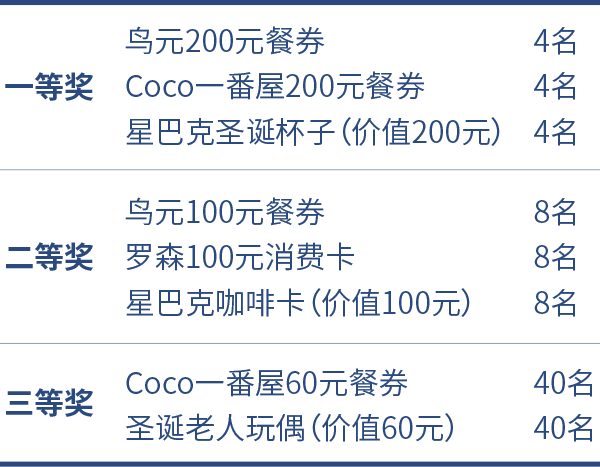 鸟元200元餐券 4名
一等奖 Coco一番屋200元餐券 4名
星巴克圣诞杯子（价值200元） 4名
鸟元100元餐券 8名
二等奖 罗森100元消费卡 8名
星巴克咖啡卡（价值100元） 8名
Coco一番屋60元餐券 40名
三等奖
圣诞老人玩偶（价值60元） 40名